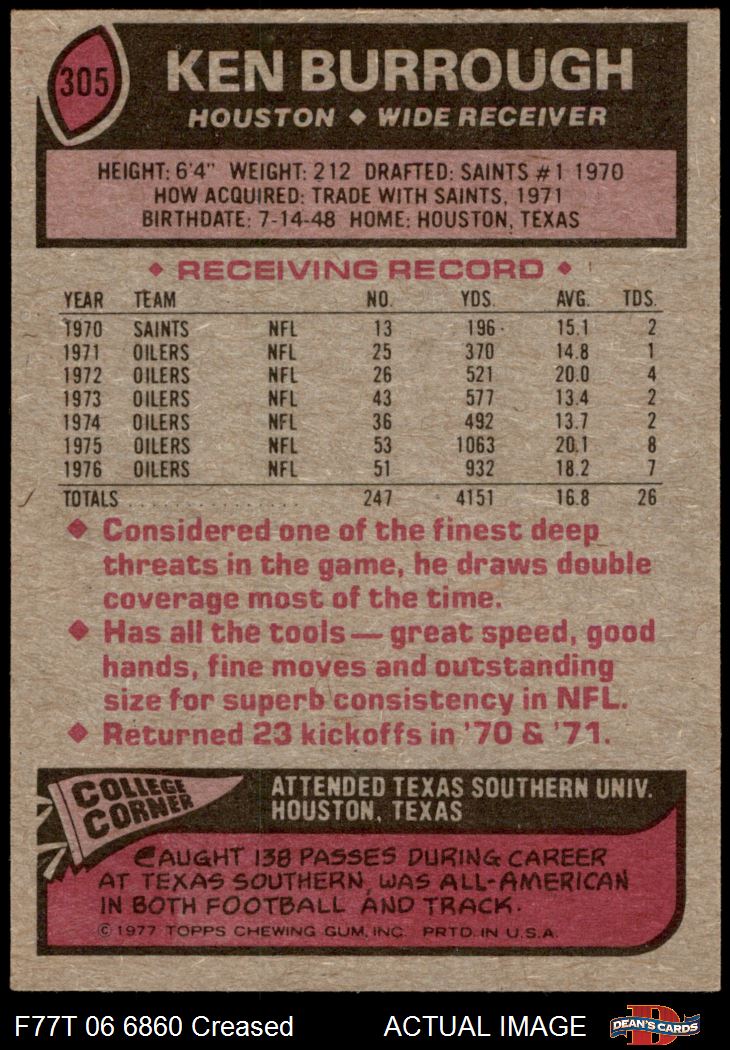 305
KEN BURROUGH
HOUSTON ◆ WIDE RECEIVER
HEIGHT: 6'4" WEIGHT: 212 DRAFTED: SAINTS #1 1970
HOW ACQUIRED: TRADE WITH SAINTS, 1971
BIRTHDATE: 7-14-48 HOME: HOUSTON, TEXAS
◆ RECEIVING RECORD ◆
YEAR TEAM NO. YDS. AVG. TDS.
1970 SAINTS NFL 13 196 15.1 2
1971 OILERS NFL 25 370 14.8 1
1972 OILERS NFL 26 521 20.0 4
1973 OILERS NFL 43 577 13.4 2
1974 OILERS NFL 36 492 13.7 2
1975 OILERS NFL 53 1063 20.1 8
1976 OILERS NFL 51 932 18.2 7
TOTALS . . . . . . . . . . . . . . . . 247 4151 16.8 26
◆ Considered one of the finest deep
threats in the game, he draws double
coverage most of the time.
◆ Has all the tools — great speed, good
hands, fine moves and outstanding
size for superb consistency in NFL.
◆ Returned 23 kickoffs in '70 & '71.
COLLEGE
CORNER
ATTENDED TEXAS SOUTHERN UNIV.
HOUSTON, TEXAS
CAUGHT 138 PASSES DURING CAREER
AT TEXAS SOUTHERN, WAS ALL-AMERICAN
IN BOTH FOOTBALL AND TRACK.
© 1977 TOPPS CHEWING GUM, INC. PRTD. IN U.S.A.
F77T 06 6860 Creased ACTUAL IMAGE
D
DEAN'S CARDS